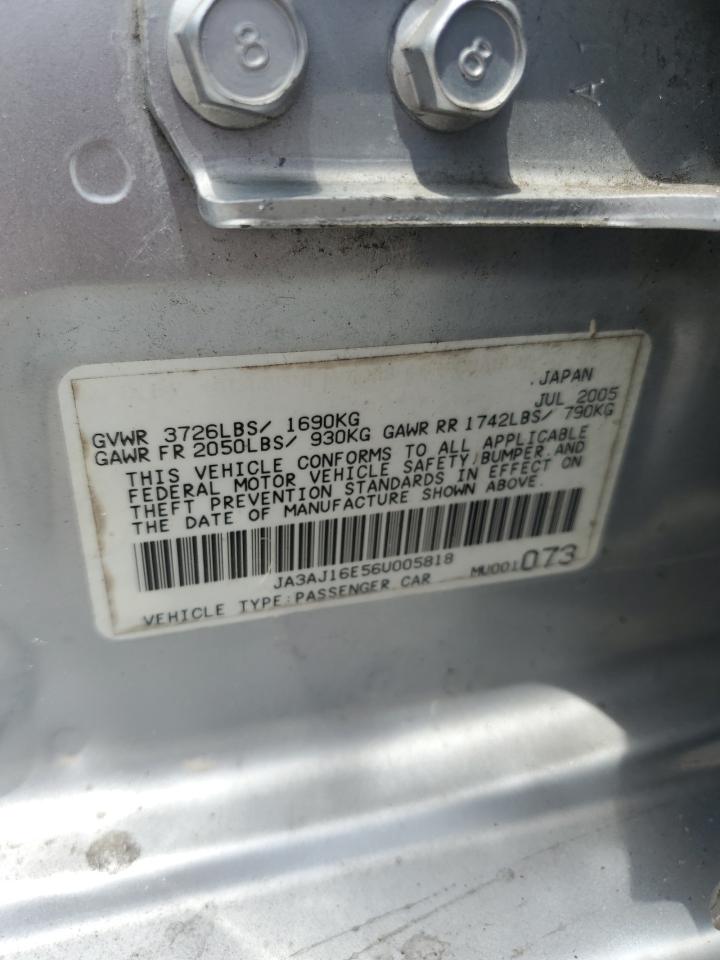 8 8
A
.JAPAN
JUL 2005
GVWR 3726LBS/ 1690KG
GAWR FR 2050LBS/ 930KG GAWR RR 1742LBS/ 790KG
THIS VEHICLE CONFORMS TO ALL APPLICABLE
FEDERAL MOTOR VEHICLE SAFETY/BUMPER AND
THEFT PREVENTION STANDARDS IN EFFECT ON
THE DATE OF MANUFACTURE SHOWN ABOVE.
JA3AJ16E56U005818
VEHICLE TYPE:PASSENGER CAR MU001073